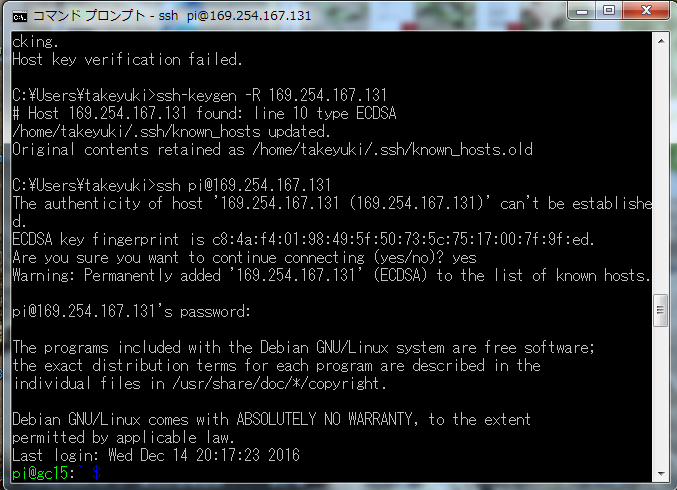 コマンド プロンプト - ssh pi@169.254.167.131
cking.
Host key verification failed.
C:¥Users¥takeyuki>ssh-keygen -R 169.254.167.131
# Host 169.254.167.131 found: line 10 type ECDSA
/home/takeyuki/.ssh/known_hosts updated.
Original contents retained as /home/takeyuki/.ssh/known_hosts.old
C:¥Users¥takeyuki>ssh pi@169.254.167.131
The authenticity of host '169.254.167.131 (169.254.167.131)' can't be establishe
d.
ECDSA key fingerprint is c8:4a:f4:01:98:49:5f:50:73:5c:75:17:00:7f:9f:ed.
Are you sure you want to continue connecting (yes/no)? yes
Warning: Permanently added '169.254.167.131' (ECDSA) to the list of known hosts.
pi@169.254.167.131's password:
The programs included with the Debian GNU/Linux system are free software;
the exact distribution terms for each program are described in the
individual files in /usr/share/doc/*/copyright.
Debian GNU/Linux comes with ABSOLUTELY NO WARRANTY, to the extent
permitted by applicable law.
Last login: Wed Dec 14 20:17:23 2016
pi@gc15:~ $